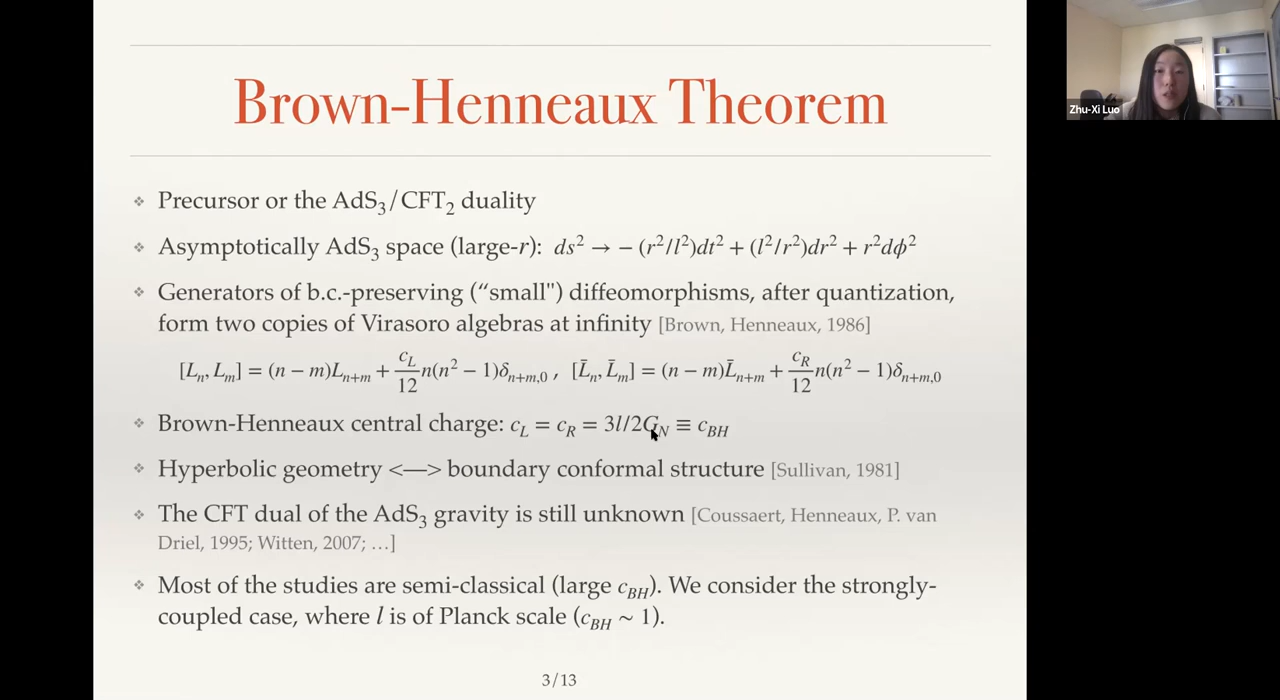 Brown-Henneaux Theorem
Zhu-Xi Luo
❖ Precursor or the AdS₃/CFT₂ duality
❖ Asymptotically AdS₃ space (large-r): ds² → − (r²/l²)dt² + (l²/r²)dr² + r²dϕ²
❖ Generators of b.c.-preserving (“small") diffeomorphisms, after quantization,
form two copies of Virasoro algebras at infinity [Brown, Henneaux, 1986]
[Lₙ, Lₘ] = (n − m)Lₙ₊ₘ + c_L/12 n(n² − 1)δₙ₊ₘ,₀ , [L̄ₙ, L̄ₘ] = (n − m)L̄ₙ₊ₘ + c_R/12 n(n² − 1)δₙ₊ₘ,₀
❖ Brown-Henneaux central charge: c_L = c_R = 3l/2G_N ≡ c_BH
❖ Hyperbolic geometry <—> boundary conformal structure [Sullivan, 1981]
❖ The CFT dual of the AdS₃ gravity is still unknown [Coussaert, Henneaux, P. van
Driel, 1995; Witten, 2007; …]
❖ Most of the studies are semi-classical (large c_BH). We consider the strongly-
coupled case, where l is of Planck scale (c_BH ~ 1).
3/13